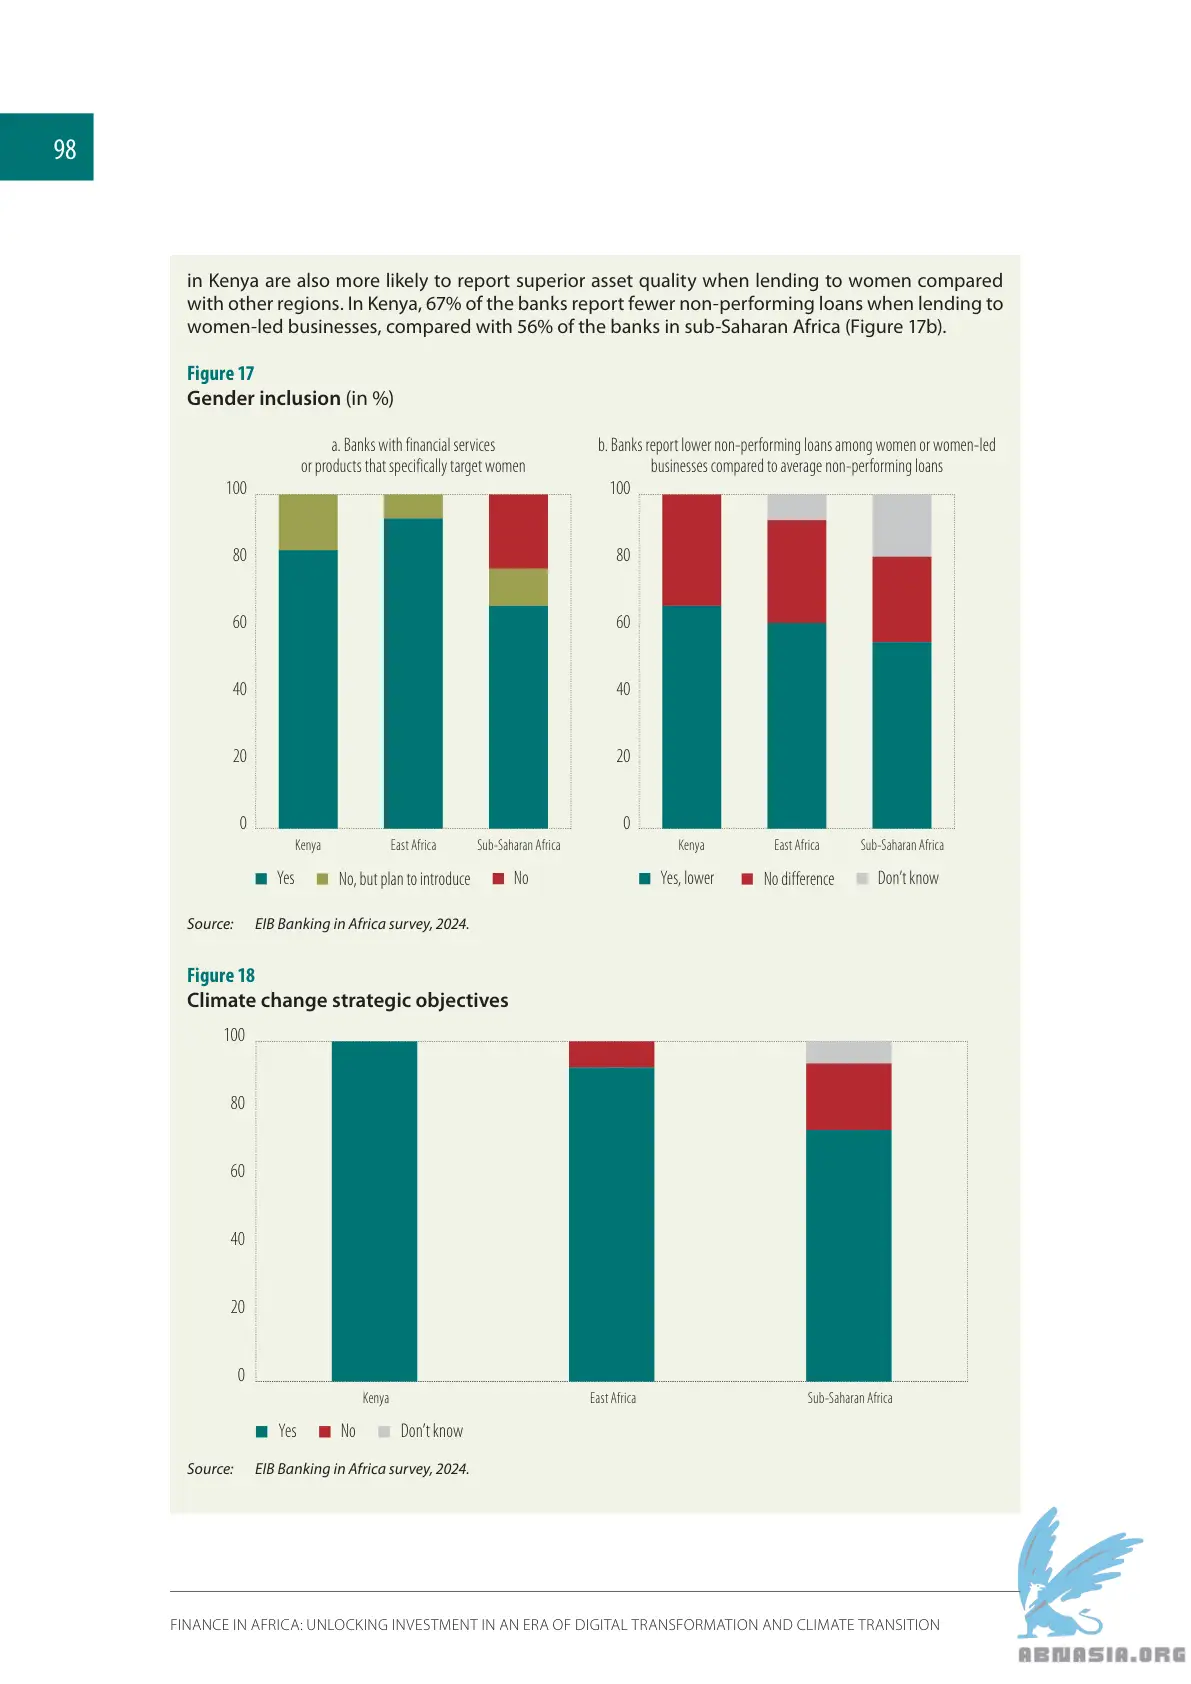 98
in Kenya are also more likely to report superior asset quality when lending to women compared
with other regions. In Kenya, 67% of the banks report fewer non-performing loans when lending to
women-led businesses, compared with 56% of the banks in sub-Saharan Africa (Figure 17b).
Figure 17
Gender inclusion (in %)
a. Banks with financial services
or products that specifically target women
100
80
60
40
20
0
Kenya East Africa Sub-Saharan Africa
Yes No, but plan to introduce No
b. Banks report lower non-performing loans among women or women-led
businesses compared to average non-performing loans
100
80
60
40
20
0
Kenya East Africa Sub-Saharan Africa
Yes, lower No difference Don't know
Source: EIB Banking in Africa survey, 2024.
Figure 18
Climate change strategic objectives
100
80
60
40
20
0
Kenya East Africa Sub-Saharan Africa
Yes No Don't know
Source: EIB Banking in Africa survey, 2024.
FINANCE IN AFRICA: UNLOCKING INVESTMENT IN AN ERA OF DIGITAL TRANSFORMATION AND CLIMATE TRANSITION
ABNASIA.ORG